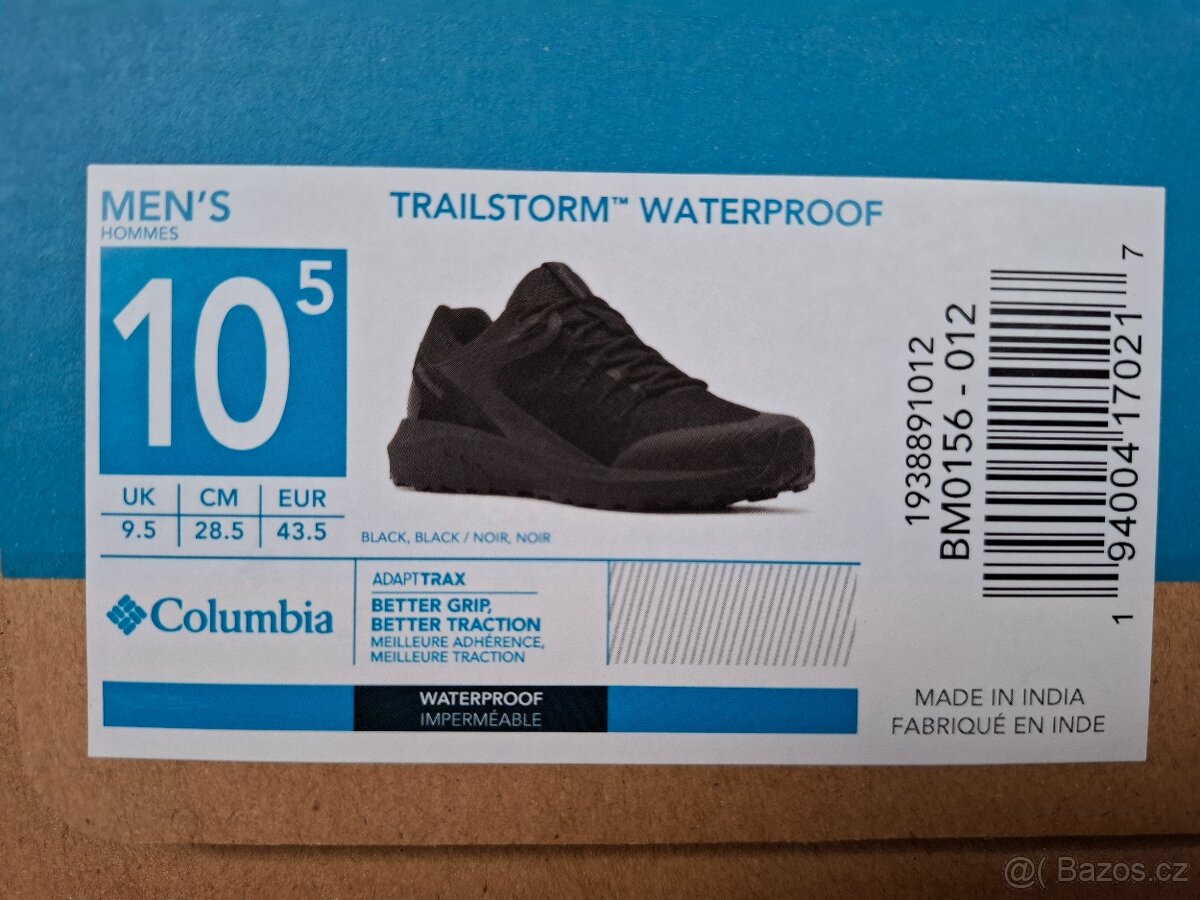 MEN'S
HOMMES
10 5
TRAILSTORM™ WATERPROOF
UK CM EUR
9.5 28.5 43.5
BLACK, BLACK / NOIR, NOIR
Columbia
ADAPTTRAX
BETTER GRIP,
BETTER TRACTION
MEILLEURE ADHÉRENCE,
MEILLEURE TRACTION
WATERPROOF
IMPERMÉABLE
1938891012
BM0156 - 012
1 94004 17021 7
MADE IN INDIA
FABRIQUÉ EN INDE
@( Bazos.cz